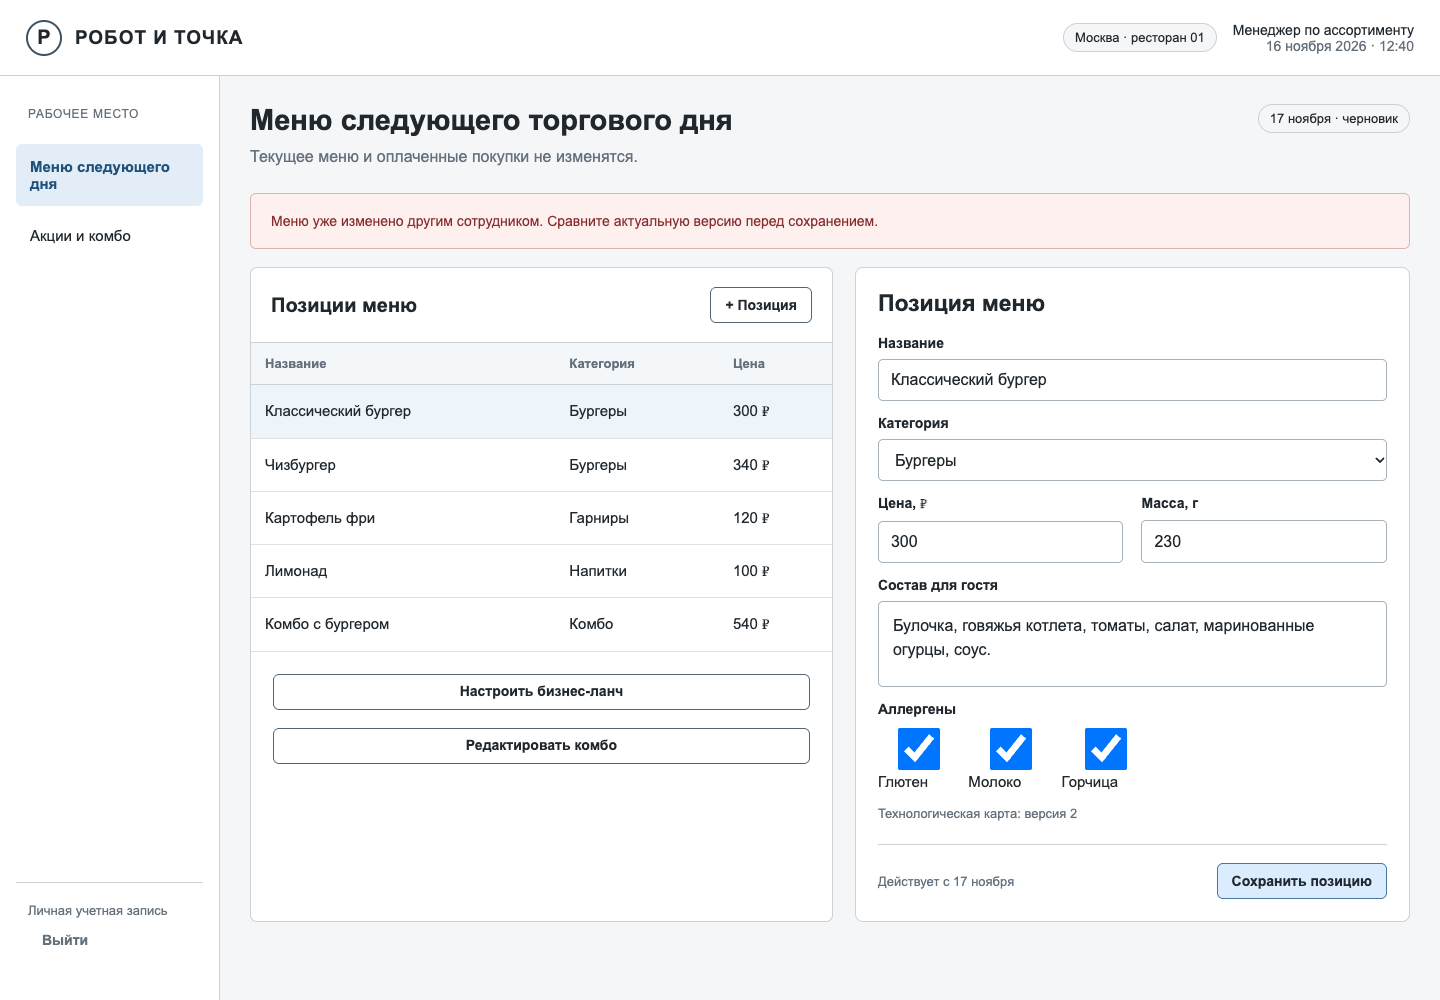 Р РОБОТ И ТОЧКА
Москва · ресторан 01
Менеджер по ассортименту
16 ноября 2026 · 12:40
РАБОЧЕЕ МЕСТО
Меню следующего
дня
Акции и комбо
Личная учетная запись
Выйти
Меню следующего торгового дня
17 ноября · черновик
Текущее меню и оплаченные покупки не изменятся.
Меню уже изменено другим сотрудником. Сравните актуальную версию перед сохранением.
Позиции меню
+ Позиция
Название Категория Цена
Классический бургер Бургеры 300 ₽
Чизбургер Бургеры 340 ₽
Картофель фри Гарниры 120 ₽
Лимонад Напитки 100 ₽
Комбо с бургером Комбо 540 ₽
Настроить бизнес-ланч
Редактировать комбо
Позиция меню
Название
Классический бургер
Категория
Бургеры
Цена, ₽ Масса, г
300 230
Состав для гостя
Булочка, говяжья котлета, томаты, салат, маринованные
огурцы, соус.
Аллергены
Глютен Молоко Горчица
Технологическая карта: версия 2
Действует с 17 ноября
Сохранить позицию